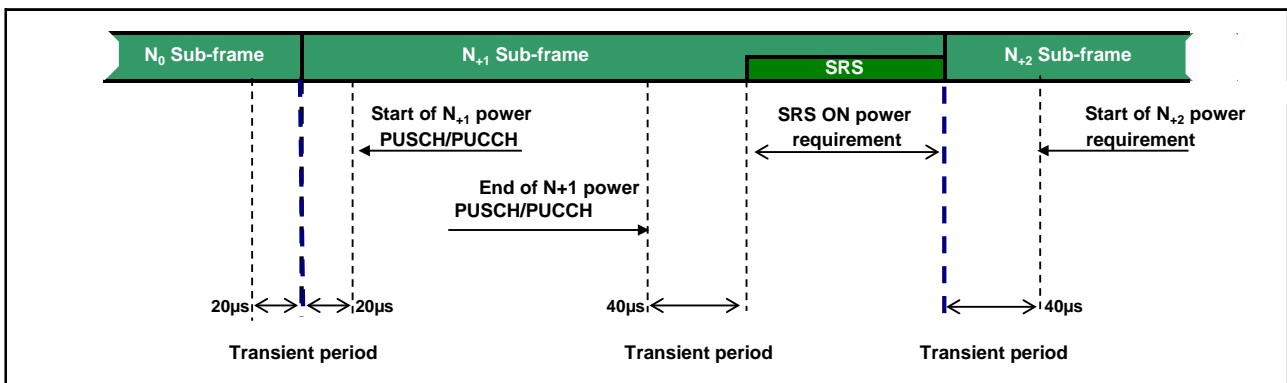 N₀ Sub-frame
N₊₁ Sub-frame
SRS
N₊₂ Sub-frame
Start of N₊₁ power
PUSCH/PUCCH
SRS ON power
requirement
Start of N₊₂ power
requirement
End of N+1 power
PUSCH/PUCCH
20µs
20µs
40µs
40µs
Transient period
Transient period
Transient period